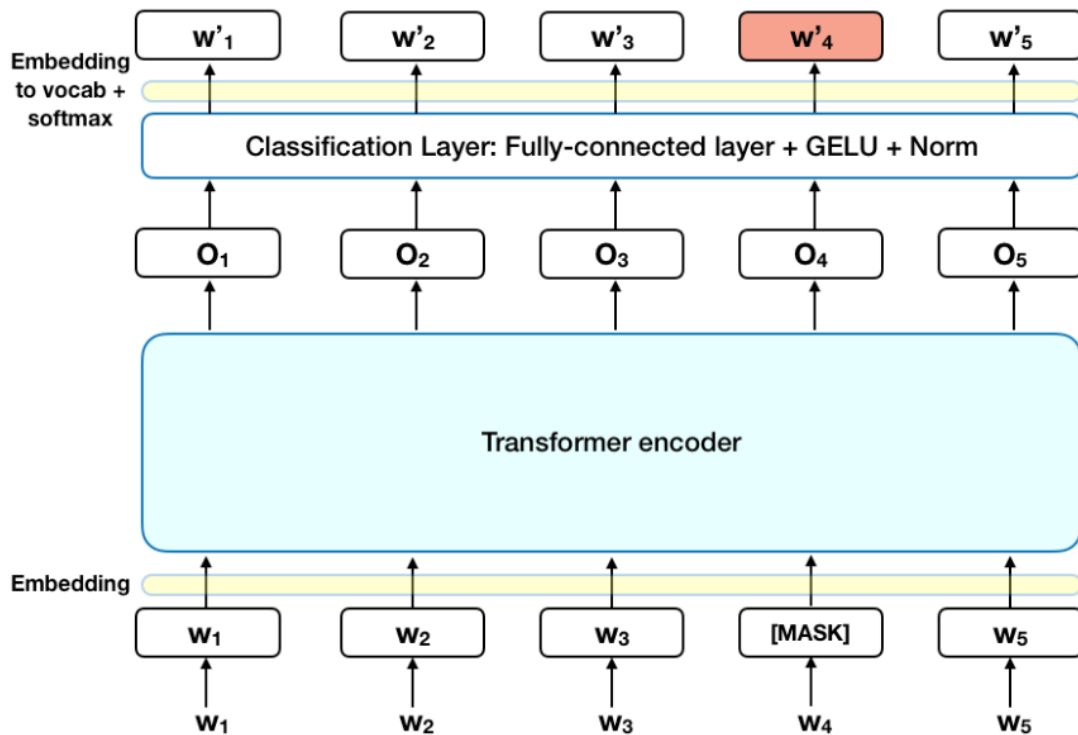 w'₁ w'₂ w'₃ w'₄ w'₅
Embedding
to vocab +
softmax
Classification Layer: Fully-connected layer + GELU + Norm
O₁ O₂ O₃ O₄ O₅
Transformer encoder
Embedding
w₁ w₂ w₃ [MASK] w₅
w₁ w₂ w₃ w₄ w₅